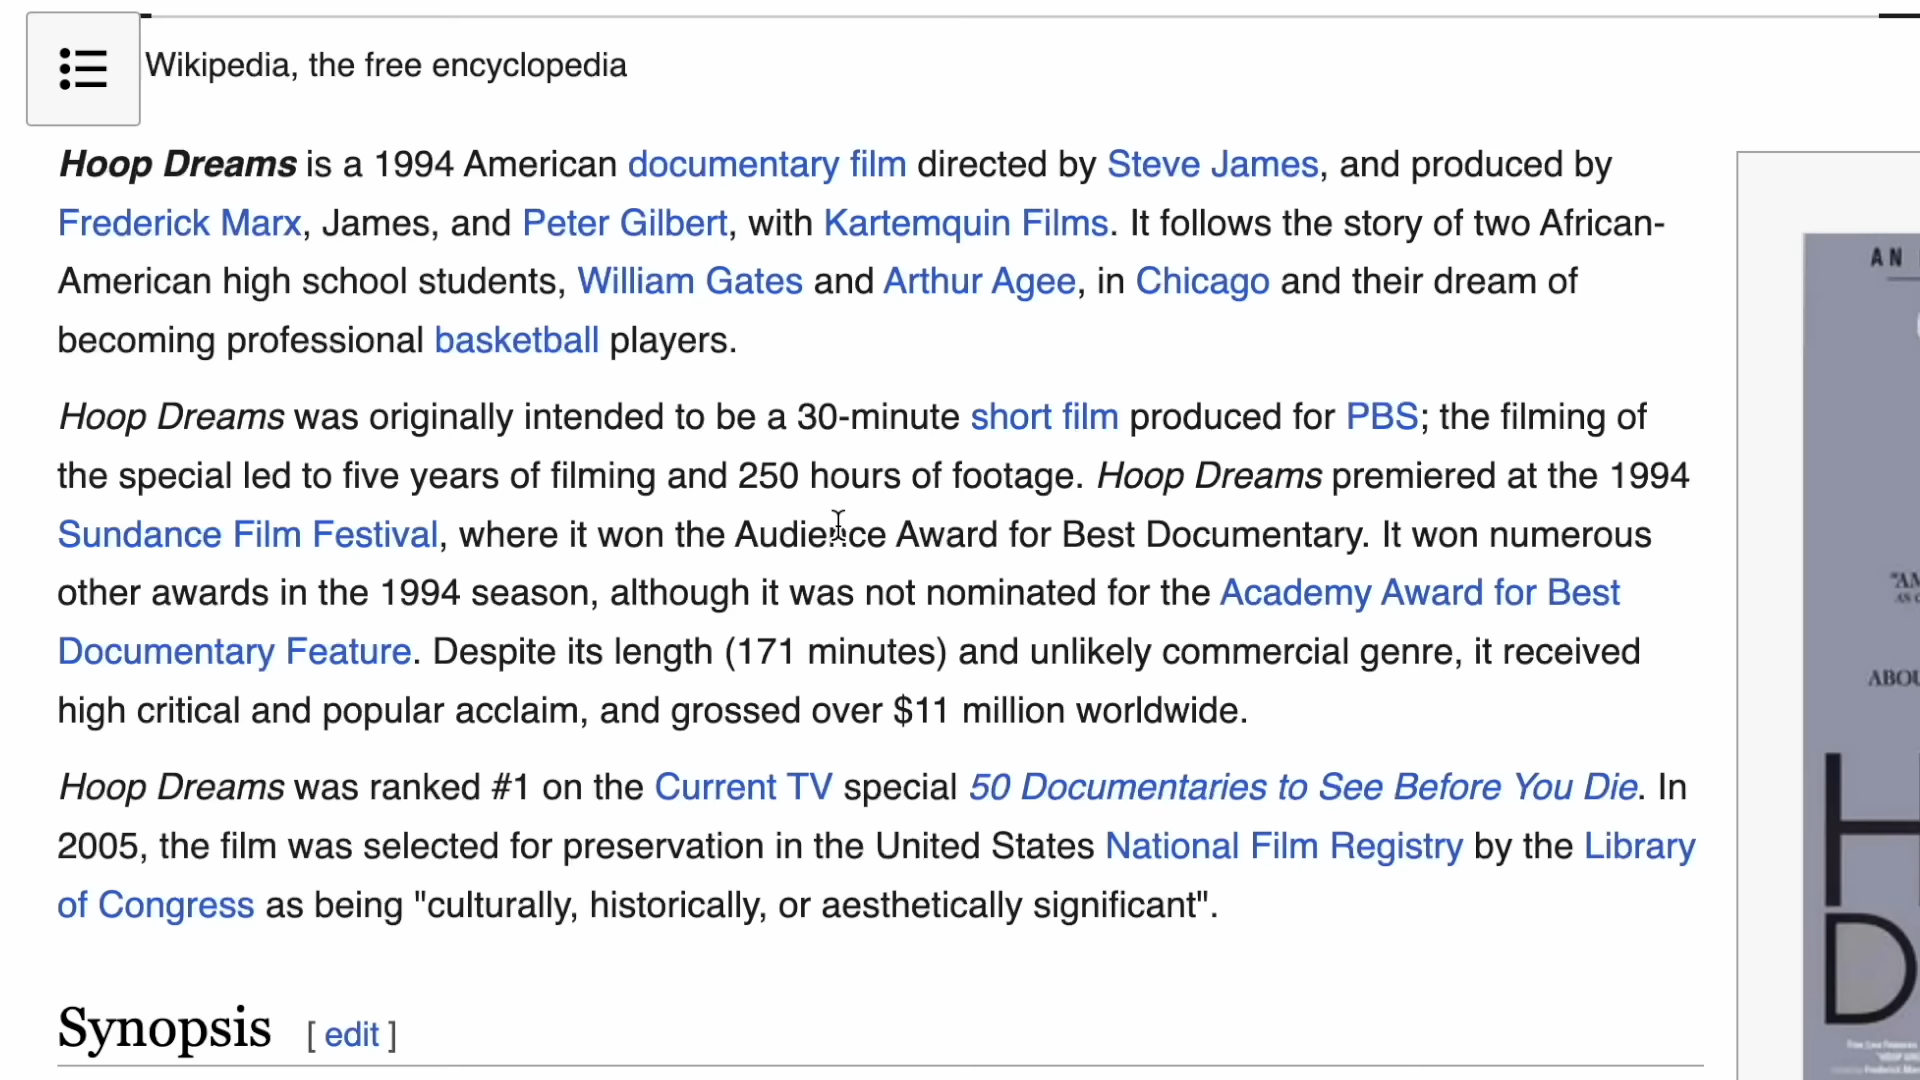 Wikipedia, the free encyclopedia
Hoop Dreams is a 1994 American documentary film directed by Steve James, and produced by
Frederick Marx, James, and Peter Gilbert, with Kartemquin Films. It follows the story of two African-
American high school students, William Gates and Arthur Agee, in Chicago and their dream of
becoming professional basketball players.
Hoop Dreams was originally intended to be a 30-minute short film produced for PBS; the filming of
the special led to five years of filming and 250 hours of footage. Hoop Dreams premiered at the 1994
Sundance Film Festival, where it won the Audience Award for Best Documentary. It won numerous
other awards in the 1994 season, although it was not nominated for the Academy Award for Best
Documentary Feature. Despite its length (171 minutes) and unlikely commercial genre, it received
high critical and popular acclaim, and grossed over $11 million worldwide.
Hoop Dreams was ranked #1 on the Current TV special 50 Documentaries to See Before You Die. In
2005, the film was selected for preservation in the United States National Film Registry by the Library
of Congress as being "culturally, historically, or aesthetically significant".
Synopsis [ edit ]
AN
"AM
ABOU
H
D